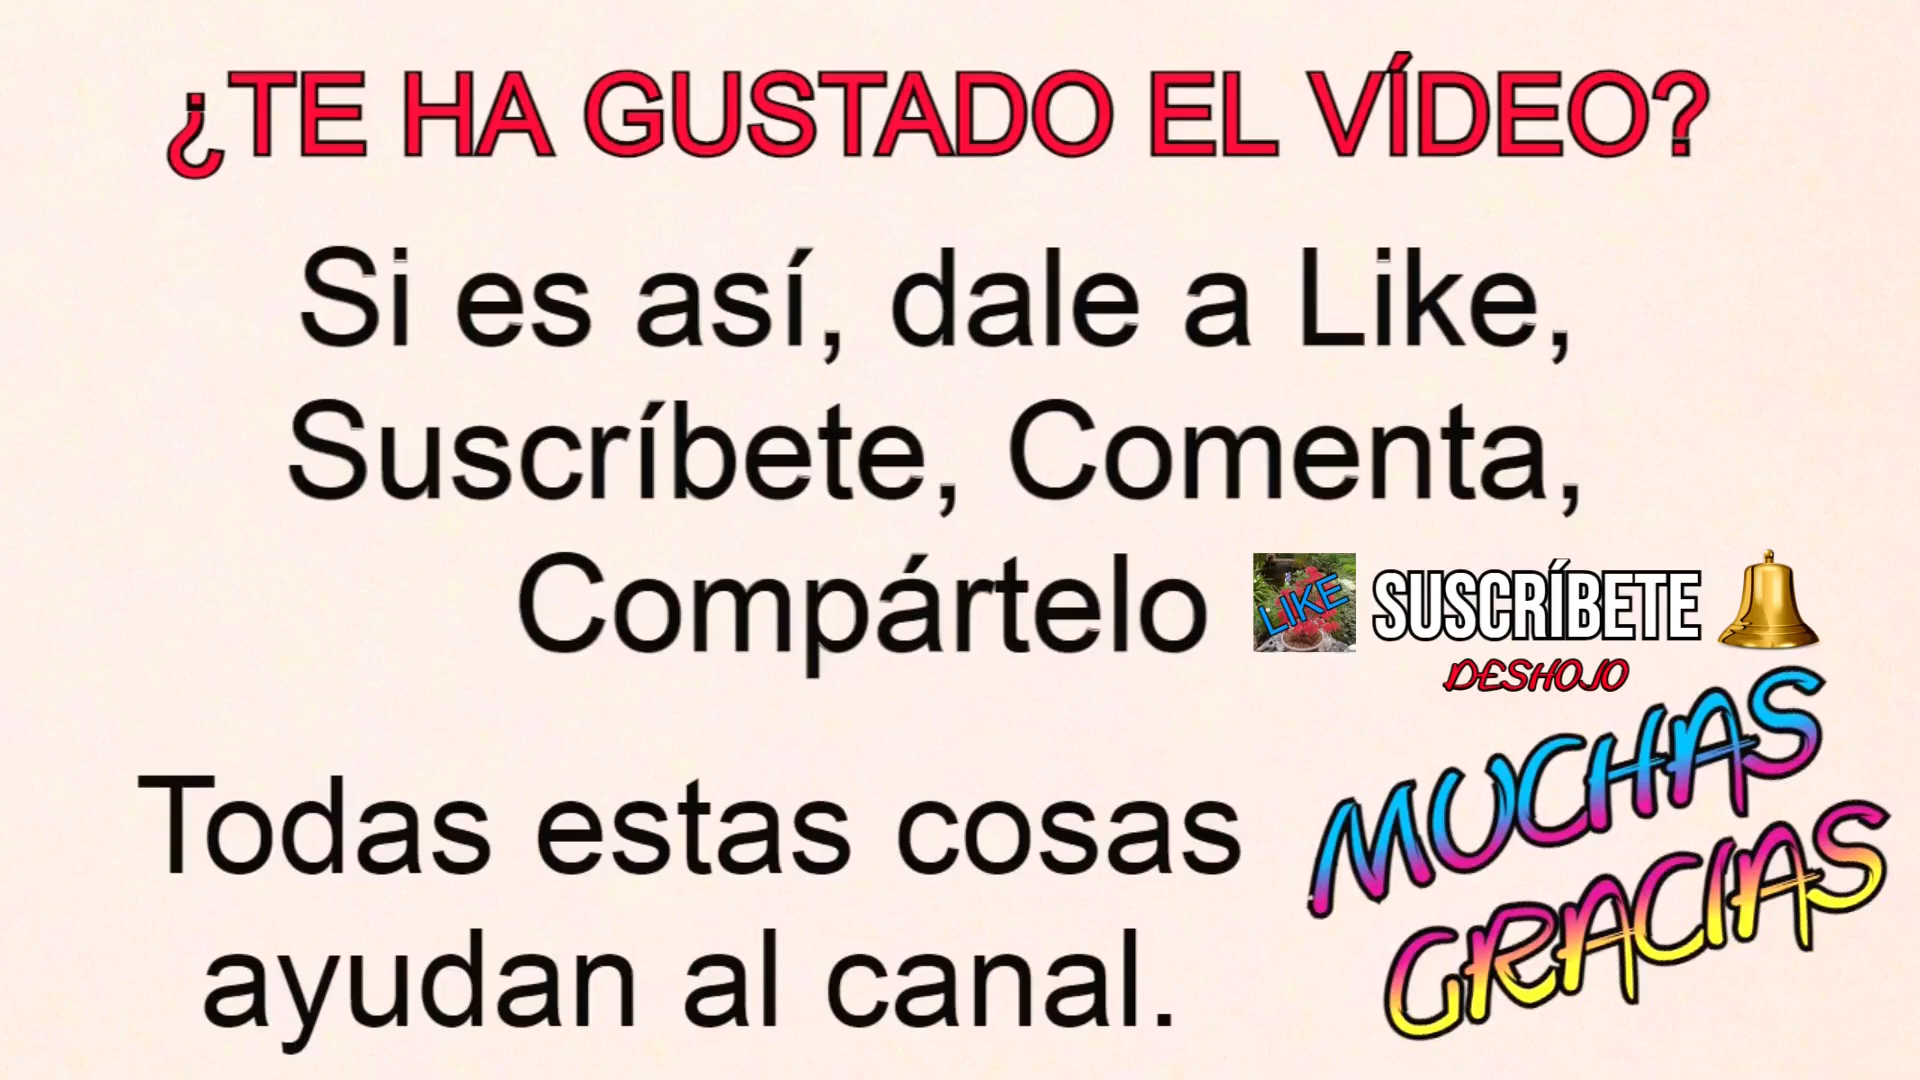 ¿TE HA GUSTADO EL VÍDEO?
Si es así, dale a Like,
Suscríbete, Comenta,
Compártelo
LIKE
SUSCRÍBETE
DESHOJO
Todas estas cosas
ayudan al canal.
MUCHAS
GRACIAS